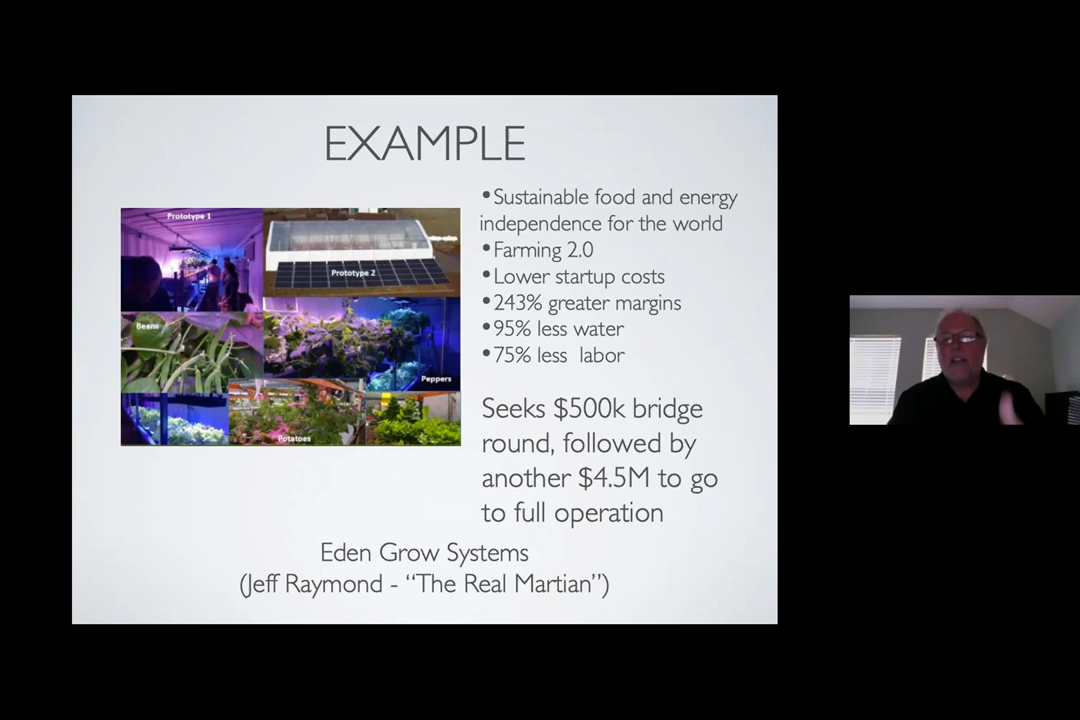 EXAMPLE
Prototype 1
Prototype 2
Beans
Peppers
Potatoes
•Sustainable food and energy
independence for the world
•Farming 2.0
•Lower startup costs
•243% greater margins
•95% less water
•75% less labor
Seeks $500k bridge
round, followed by
another $4.5M to go
to full operation
Eden Grow Systems
(Jeff Raymond - “The Real Martian”)